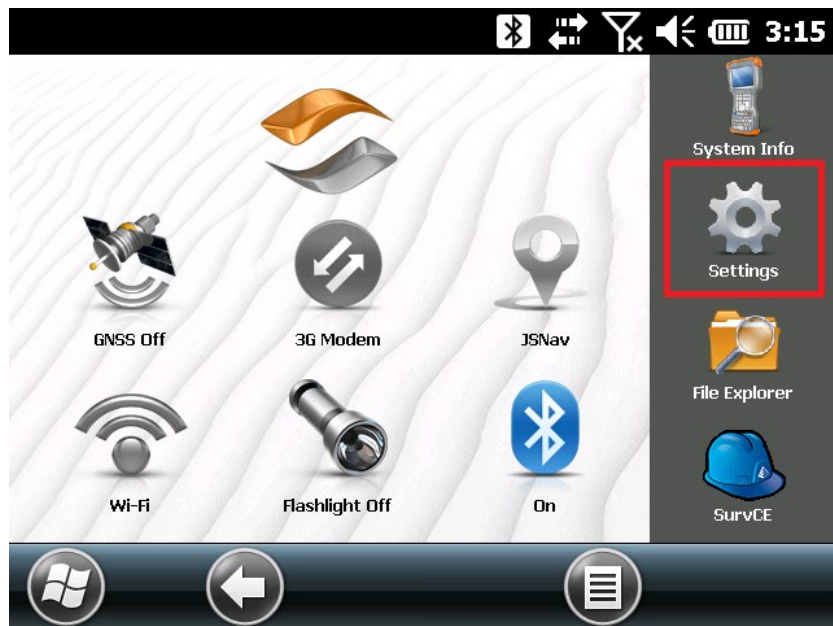 3:15
System Info
Settings
GNSS Off
3G Modem
JSNav
File Explorer
Wi-Fi
Flashlight Off
On
SurvCE